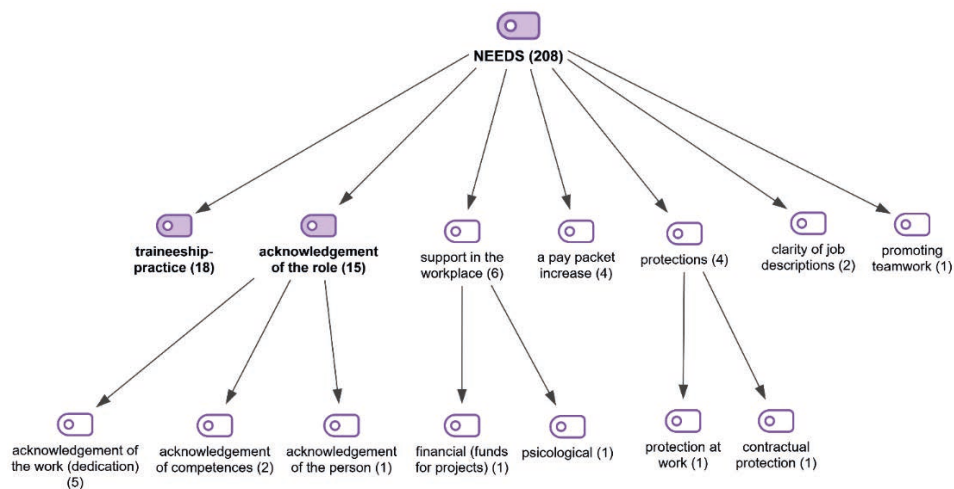 NEEDS (208)
traineeship-
practice (18)
acknowledgement
of the role (15)
support in the
workplace (6)
a pay packet
increase (4)
protections (4)
clarity of job
descriptions (2)
promoting
teamwork (1)
acknowledgement of
the work (dedication)
(5)
acknowledgement
of competences (2)
acknowledgement
of the person (1)
financial (funds
for projects) (1)
psicological (1)
protection at
work (1)
contractual
protection (1)